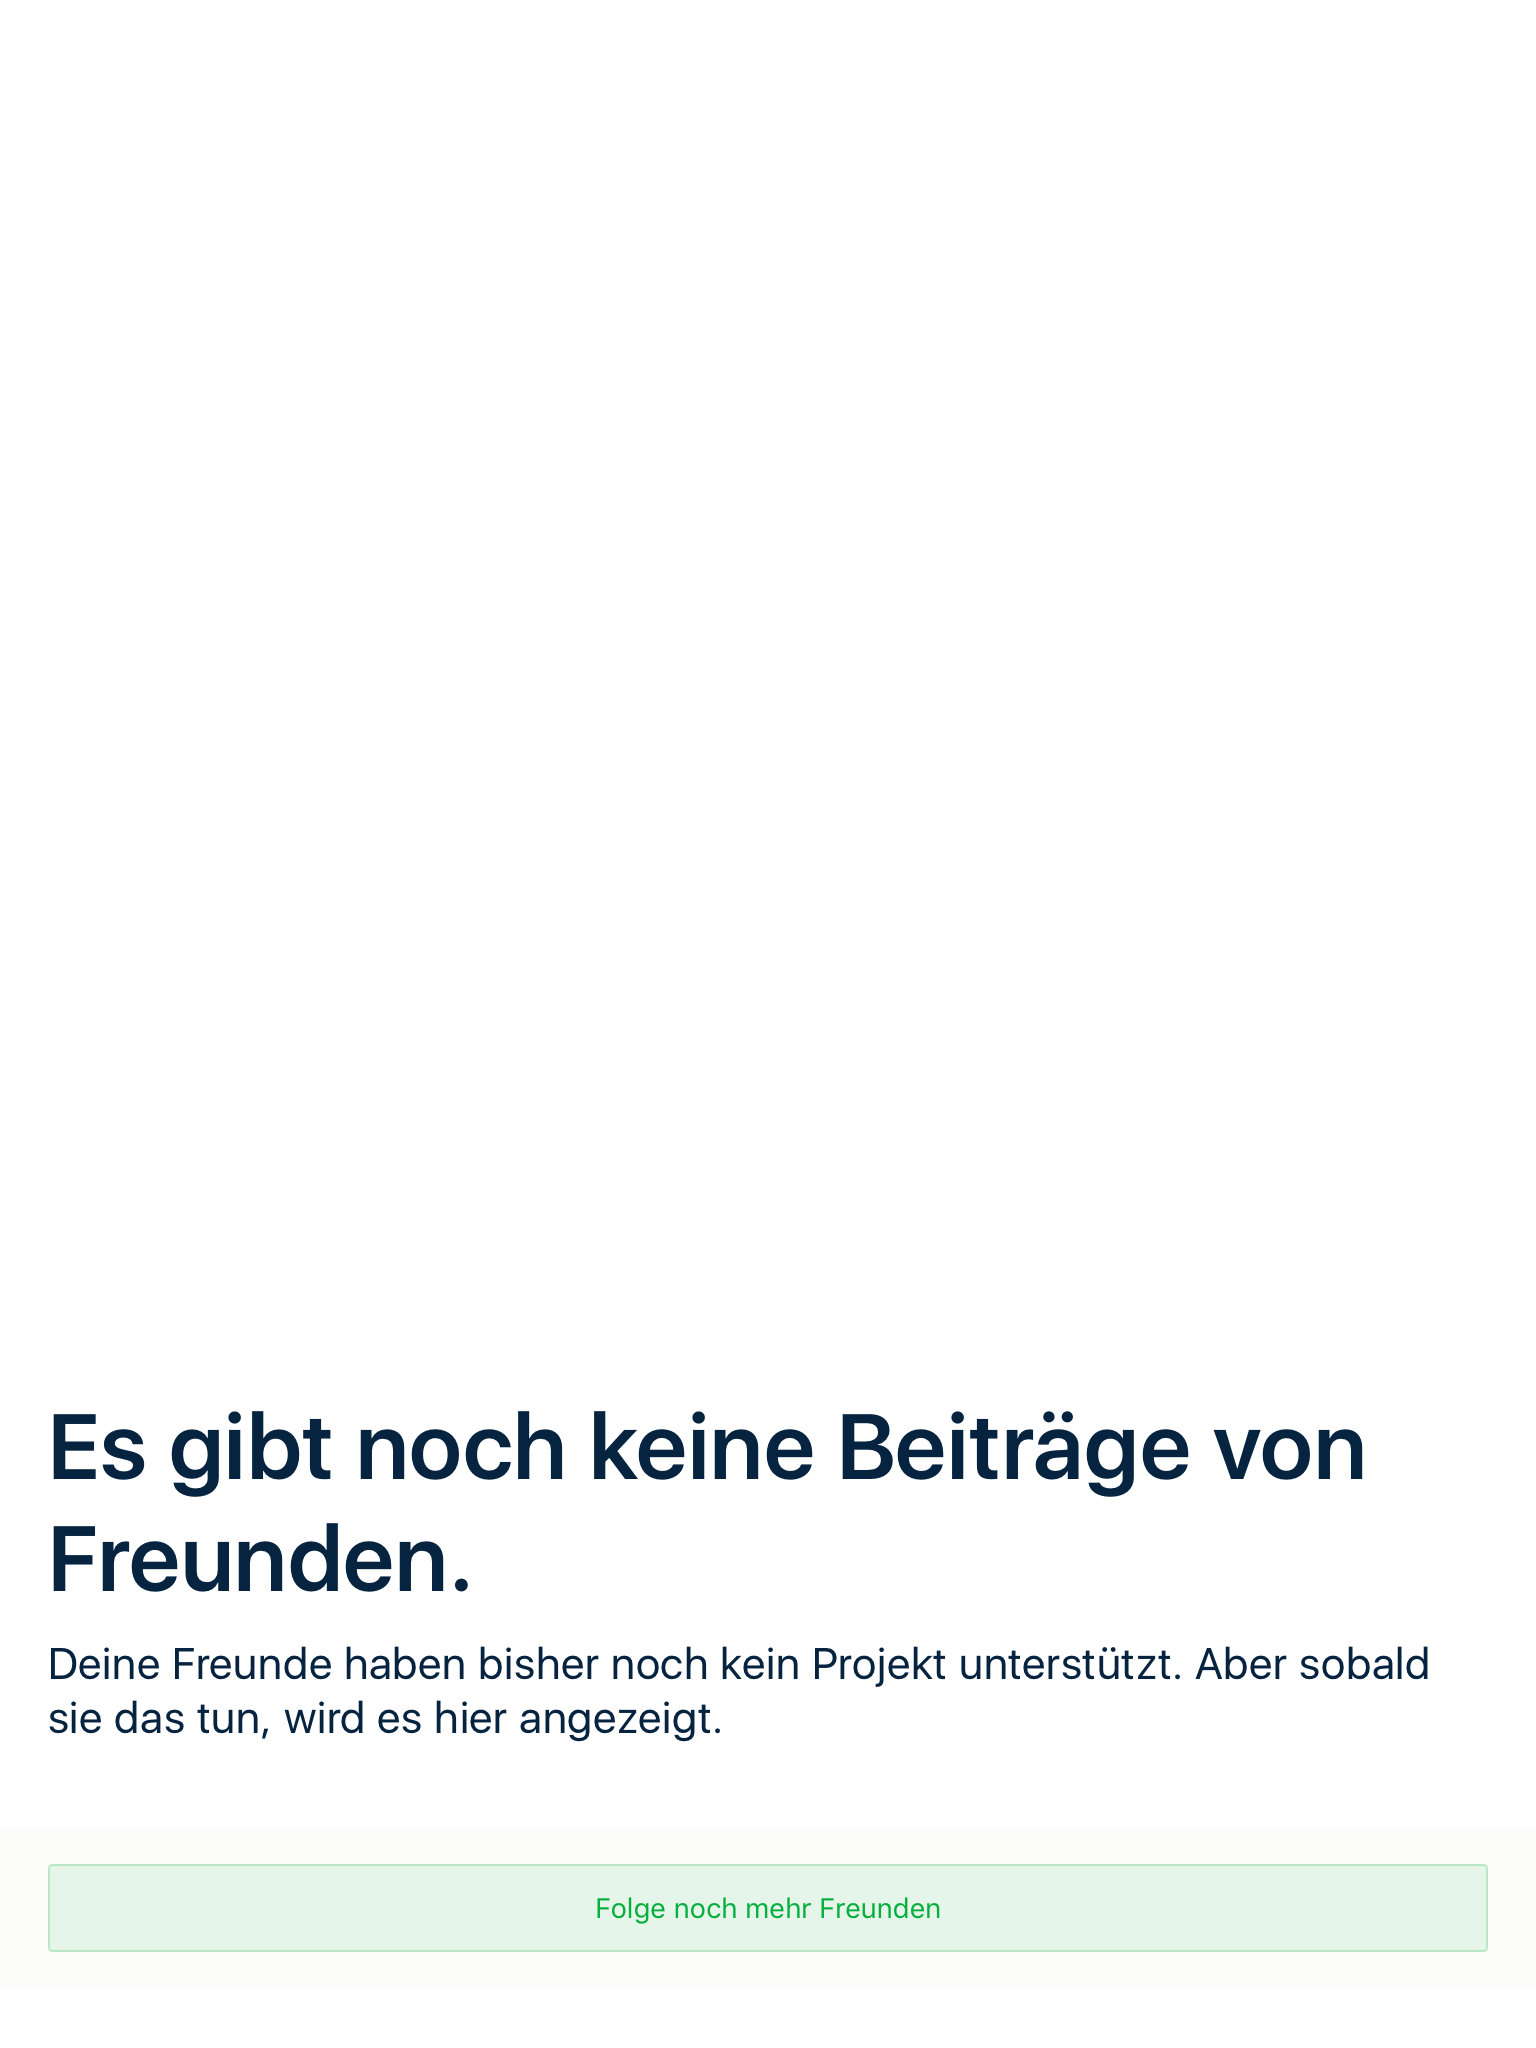 Es gibt noch keine Beiträge von
Freunden.
Deine Freunde haben bisher noch kein Projekt unterstützt. Aber sobald
sie das tun, wird es hier angezeigt.
Folge noch mehr Freunden